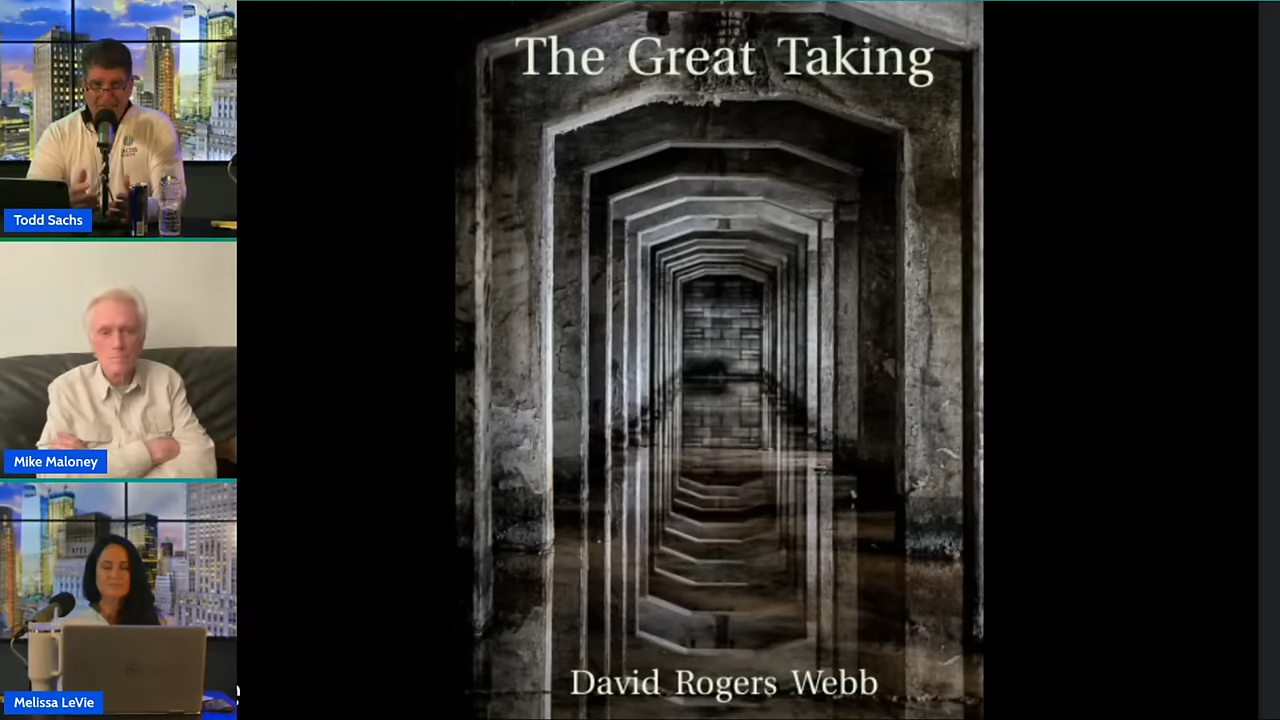 The Great Taking
David Rogers Webb
Todd Sachs
Mike Maloney
Melissa LeVie